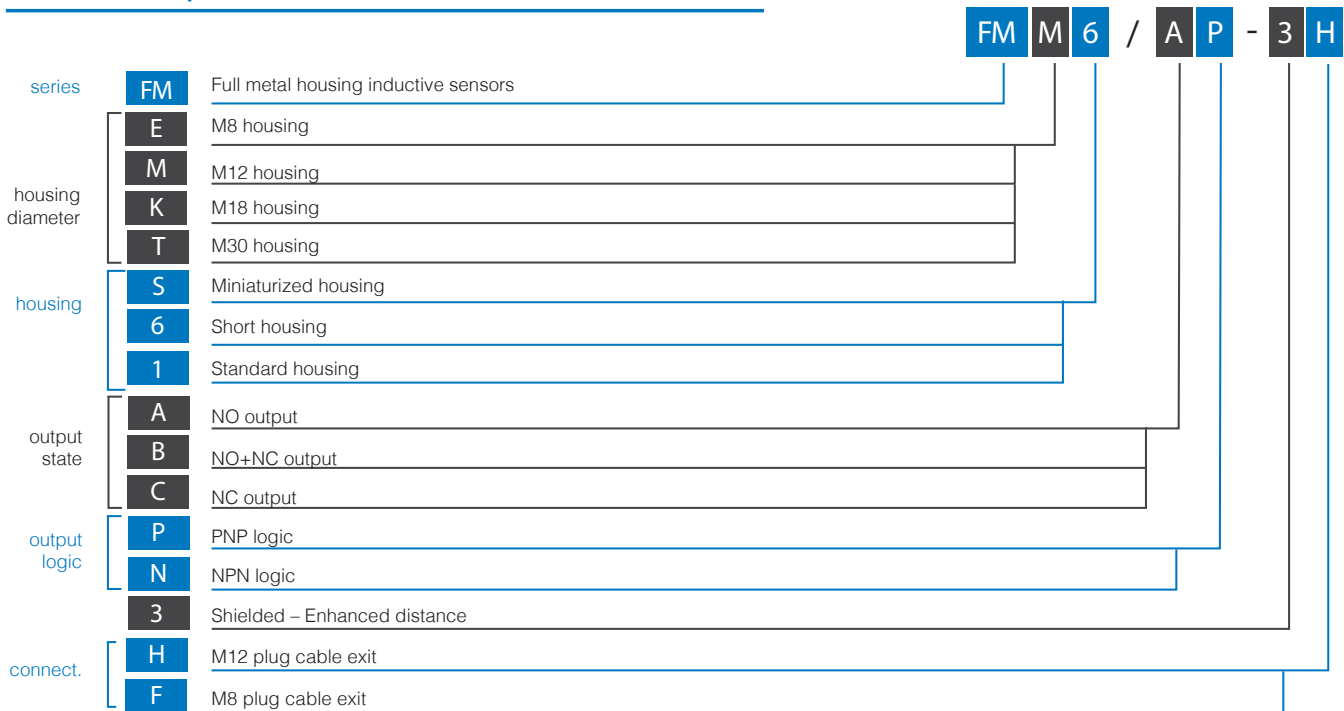 FM M 6 / A P - 3 H
series FM Full metal housing inductive sensors
E M8 housing
M M12 housing
housing
diameter
K M18 housing
T M30 housing
S Miniaturized housing
housing
6 Short housing
1 Standard housing
A NO output
output
state
B NO+NC output
C NC output
P PNP logic
output
logic
N NPN logic
3 Shielded – Enhanced distance
H M12 plug cable exit
connect.
F M8 plug cable exit